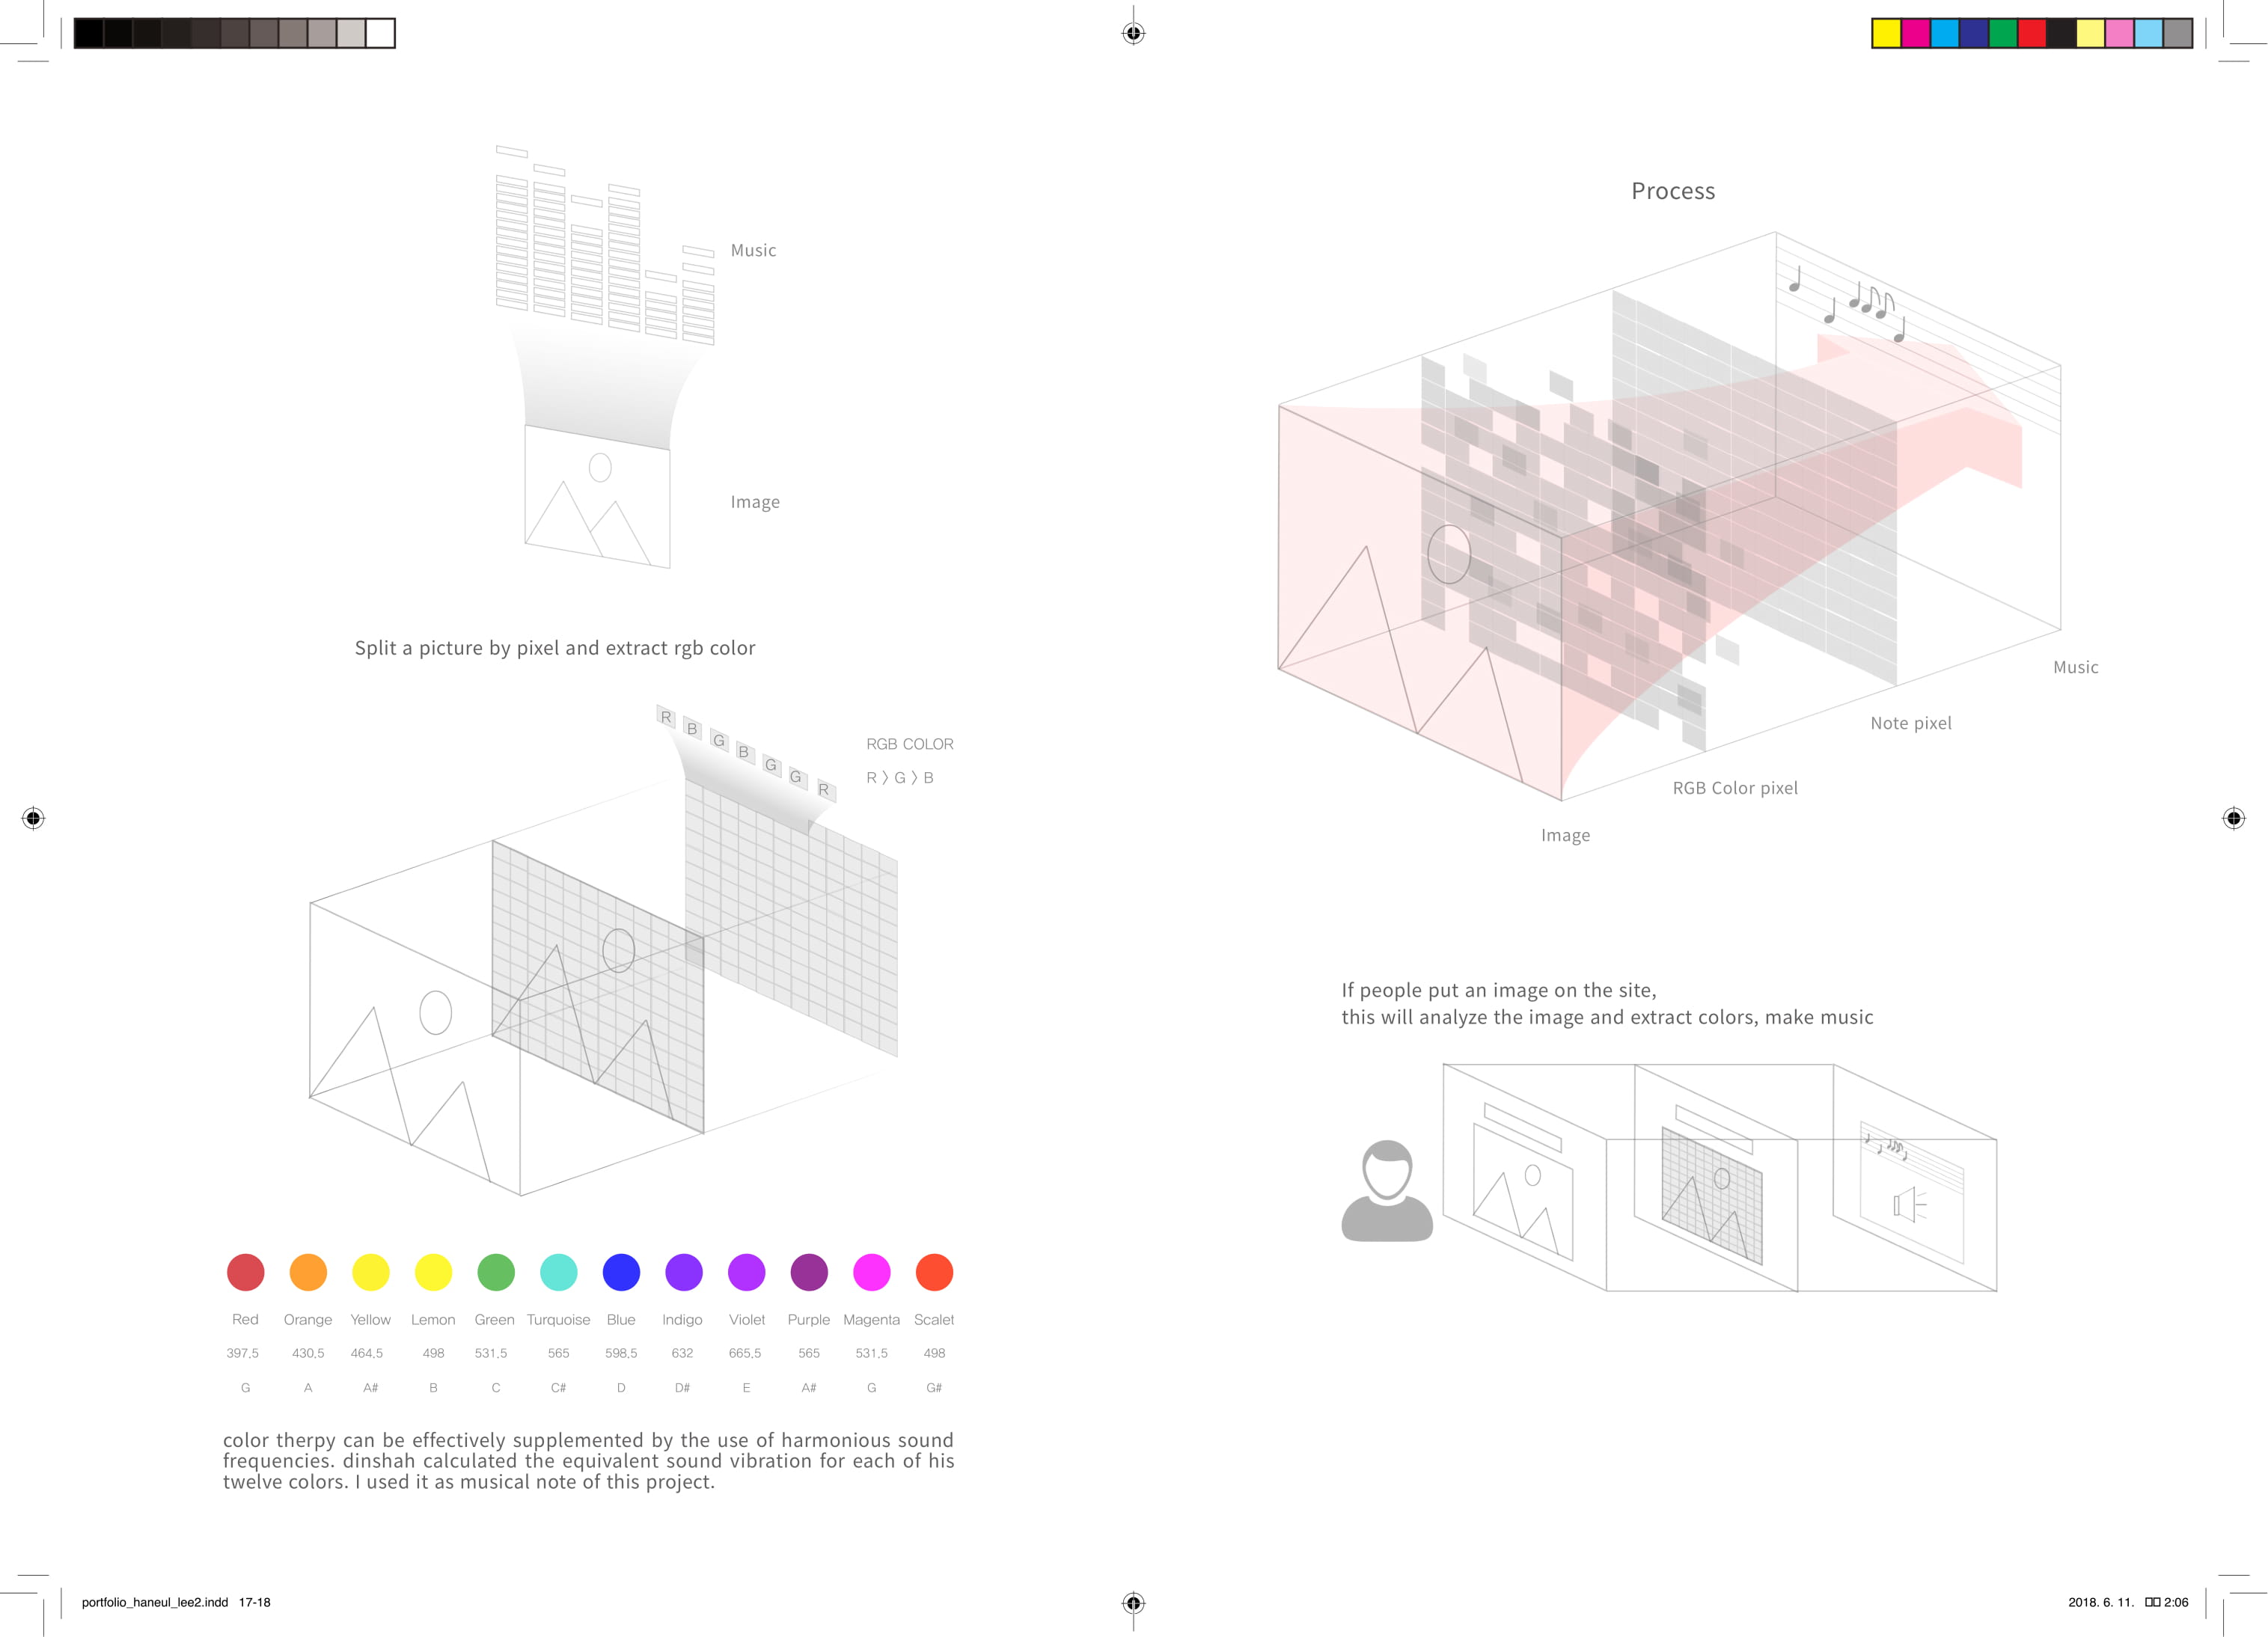 Music
Image
Split a picture by pixel and extract rgb color
R B G B G G R
RGB COLOR
R 〉 G 〉 B
Red Orange Yellow Lemon Green Turquoise Blue Indigo Violet Purple Magenta Scalet
397.5 430.5 464.5 498 531.5 565 598.5 632 665.5 565 531.5 498
G A A# B C C# D D# E A# G G#
color therpy can be effectively supplemented by the use of harmonious sound
frequencies. dinshah calculated the equivalent sound vibration for each of his
twelve colors. I used it as musical note of this project.
Process
Music
Note pixel
RGB Color pixel
Image
If people put an image on the site,
this will analyze the image and extract colors, make music
portfolio_haneul_lee2.indd 17-18
2018. 6. 11. □□ 2:06